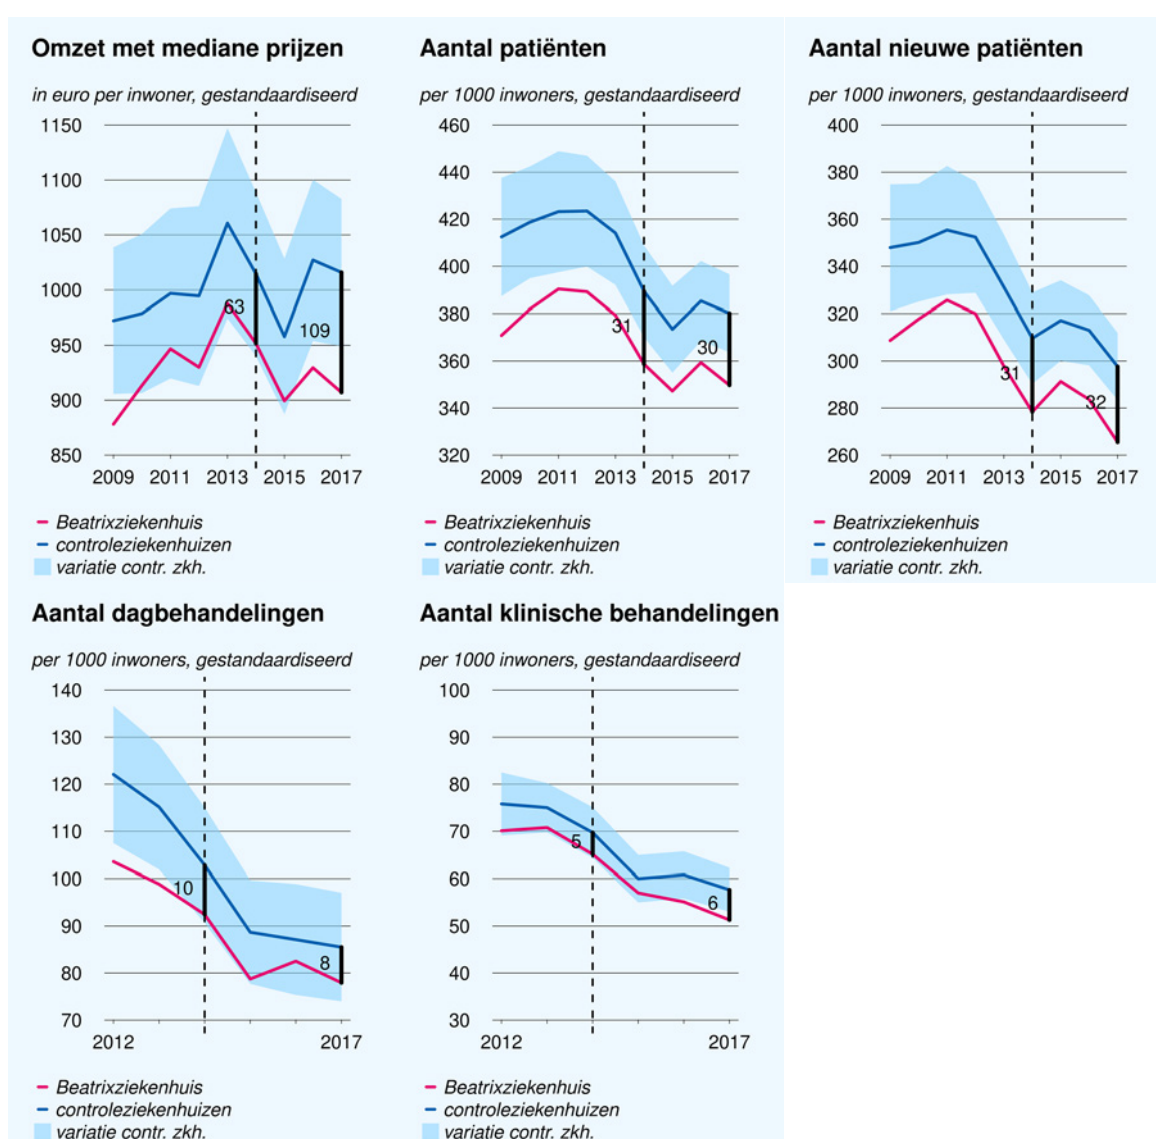 Omzet met mediane prijzen
in euro per inwoner, gestandaardiseerd
1150
1100
1050
1000
950
900
850
63
109
2009 2011 2013 2015 2017
Beatrixziekenhuis
controleziekenhuizen
variatie contr. zkh.
Aantal patiënten
per 1000 inwoners, gestandaardiseerd
460
440
420
400
380
360
340
320
31
30
2009 2011 2013 2015 2017
Beatrixziekenhuis
controleziekenhuizen
variatie contr. zkh.
Aantal nieuwe patiënten
per 1000 inwoners, gestandaardiseerd
400
380
360
340
320
300
280
260
31
32
2009 2011 2013 2015 2017
Beatrixziekenhuis
controleziekenhuizen
variatie contr. zkh.
Aantal dagbehandelingen
per 1000 inwoners, gestandaardiseerd
140
130
120
110
100
90
80
70
10
8
2012 2017
Beatrixziekenhuis
controleziekenhuizen
variatie contr. zkh.
Aantal klinische behandelingen
per 1000 inwoners, gestandaardiseerd
100
90
80
70
60
50
40
30
5
6
2012 2017
Beatrixziekenhuis
controleziekenhuizen
variatie contr. zkh.